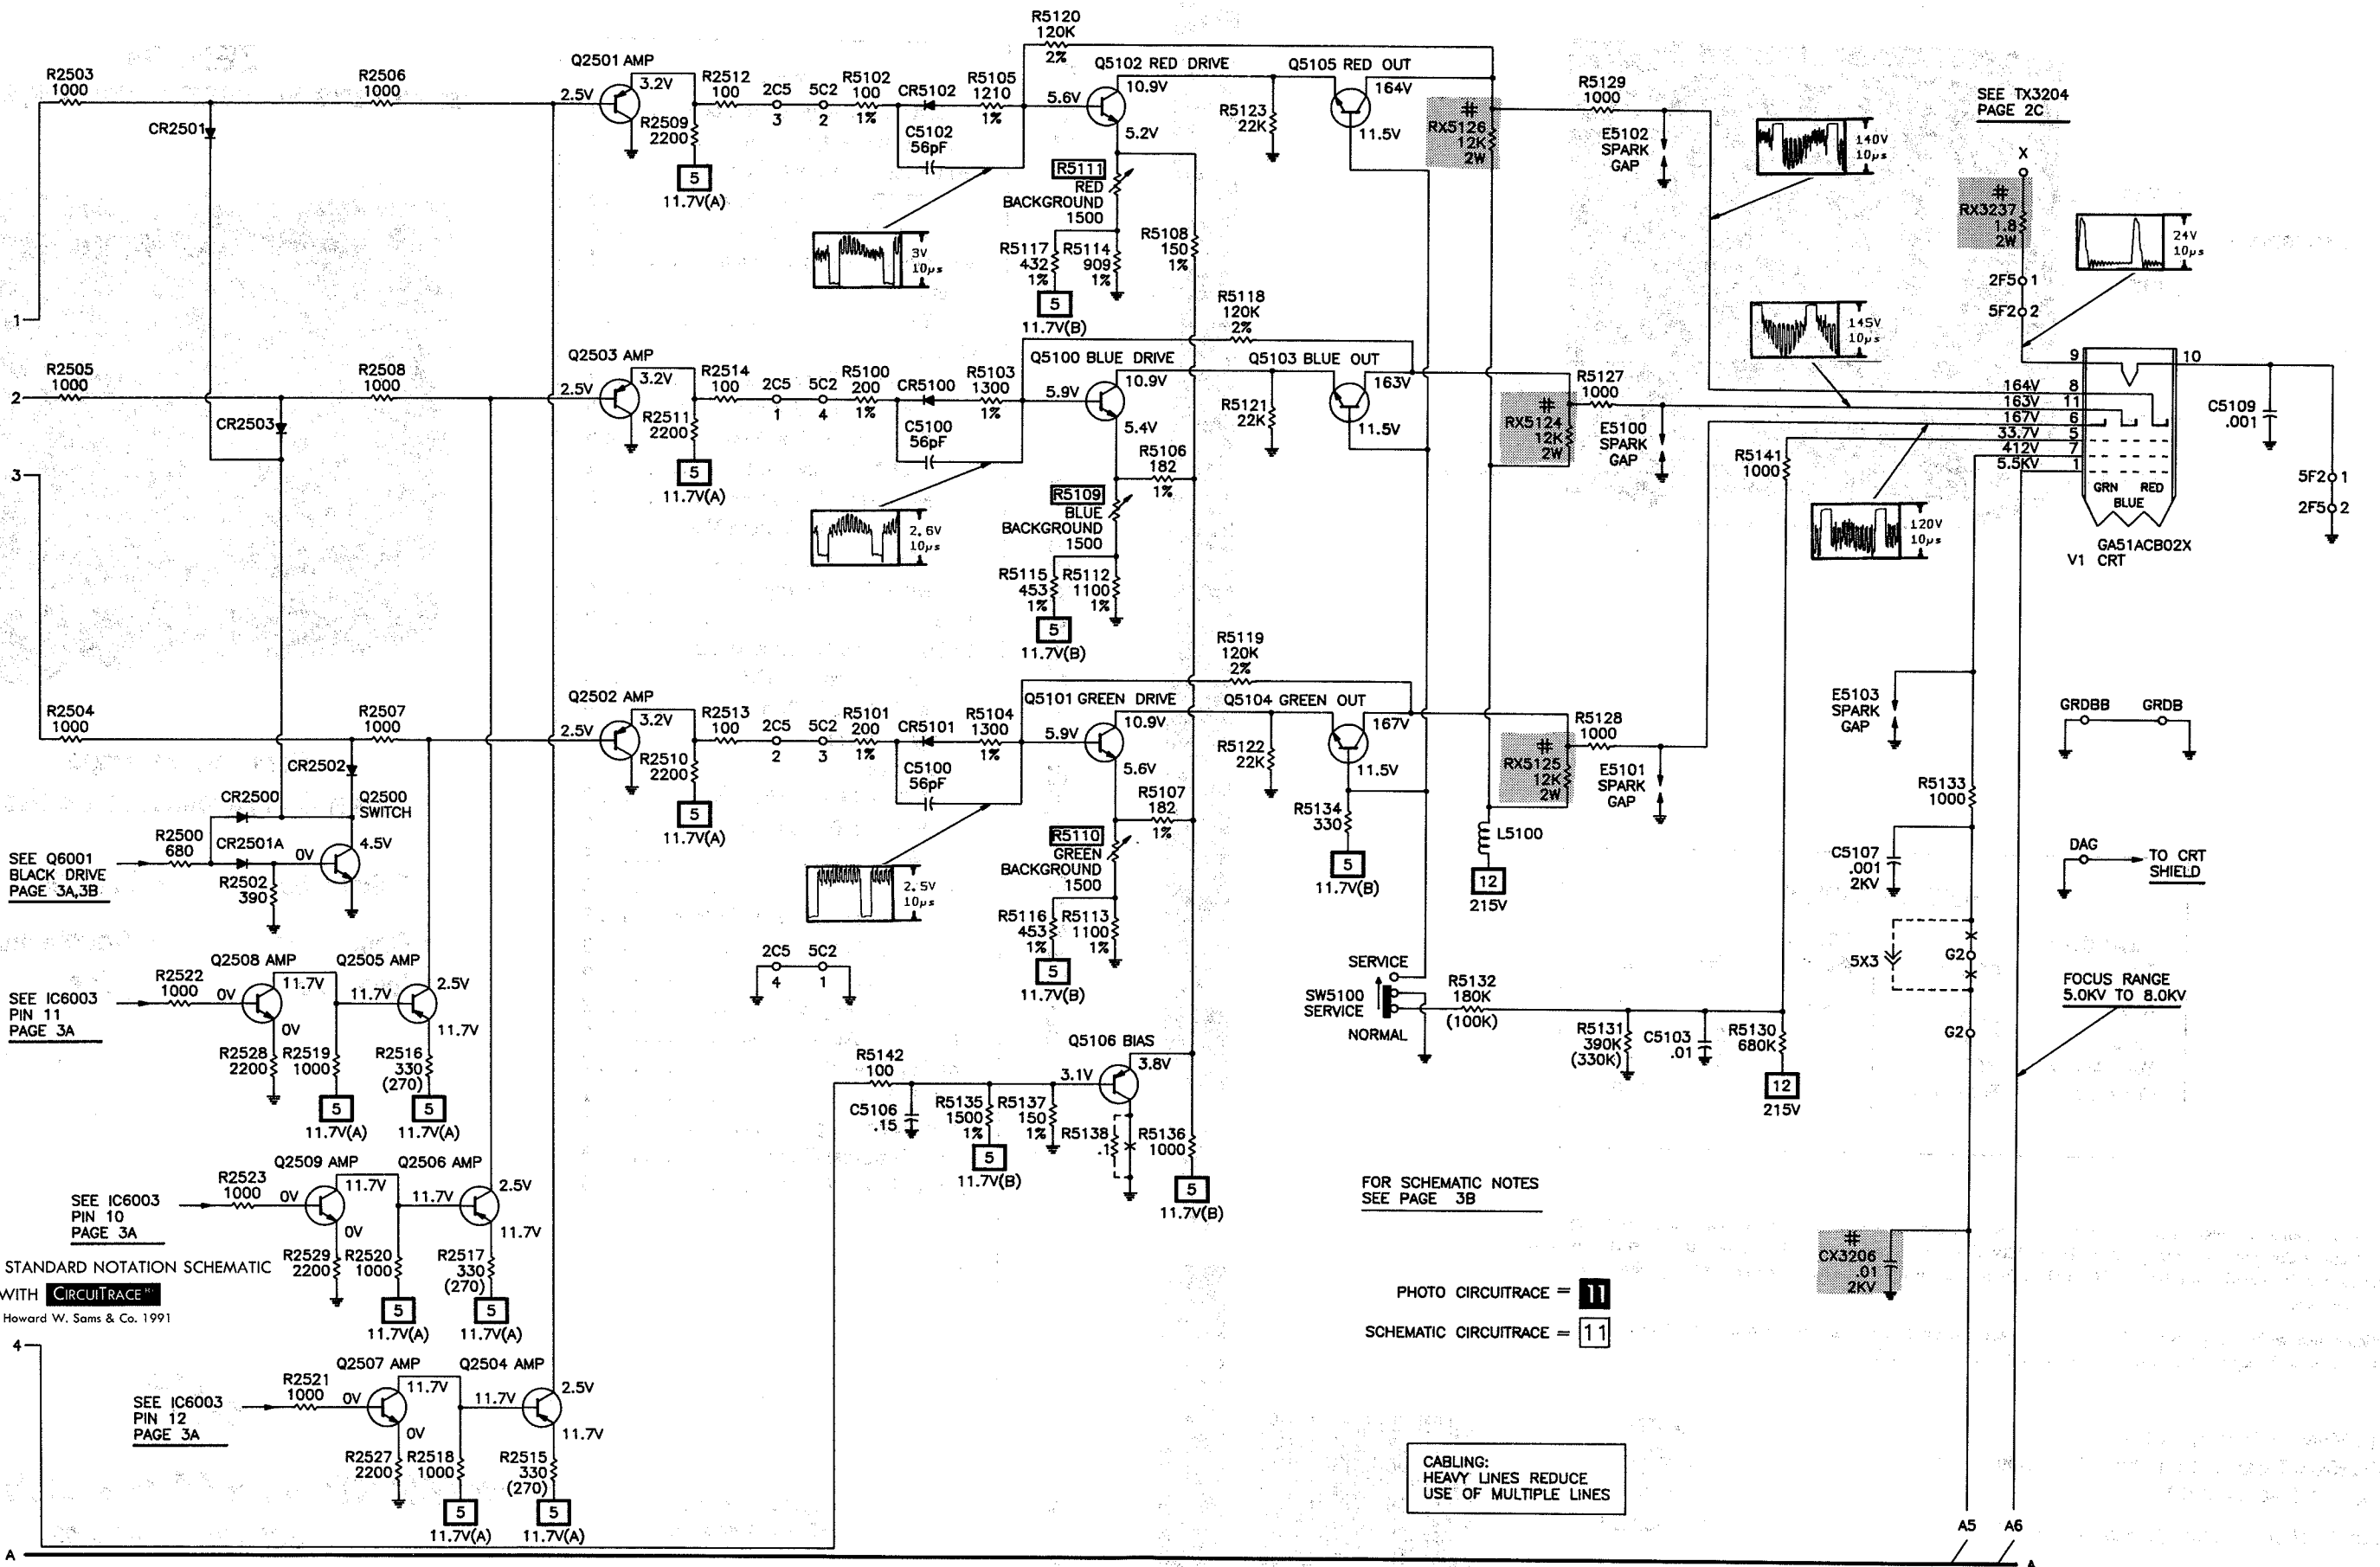 R5120
120K
2%
R2503
1000
R2506
1000
Q2501 AMP
3.2V
2.5V
R2512
100
2C5
3
5C2
2
R5102
100
1%
CR5102
R5105
1210
1%
Q5102 RED DRIVE
10.9V
5.6V
5.2V
Q5105 RED OUT
164V
11.5V
R5129
1000
SEE TX3204
PAGE 2C
CR2501
R2509
2200
5
11.7V(A)
C5102
56pF
R5123
22K
#
RX5126
12K
2W
E5102
SPARK
GAP
140V
10µs
X
#
RX3237
1.8
2W
R5111
RED
BACKGROUND
1500
3V
10µs
R5117
432
1%
R5114
909
1%
R5108
150
1%
5
11.7V(B)
24V
10µs
2F5 1
5F2 2
1
R5118
120K
2%
145V
10µs
R2505
1000
R2508
1000
2
Q2503 AMP
3.2V
2.5V
R2514
100
2C5
1
5C2
4
R5100
200
1%
CR5100
R5103
1300
1%
Q5100 BLUE DRIVE
10.9V
5.9V
5.4V
Q5103 BLUE OUT
163V
11.5V
R5127
1000
9
10
164V 8
163V 11
167V 6
33.7V 5
412V 7
5.5KV 1
GRN RED
BLUE
GA51ACB02X
V1 CRT
C5109
.001
5F2 1
2F5 2
CR2503
R2511
2200
5
11.7V(A)
C5100
56pF
R5121
22K
#
RX5124
12K
2W
E5100
SPARK
GAP
R5141
1000
3
R5106
182
1%
R5109
BLUE
BACKGROUND
1500
2.6V
10µs
120V
10µs
R5115
453
1%
R5112
1100
1%
5
11.7V(B)
R5119
120K
2%
R2504
1000
R2507
1000
Q2502 AMP
3.2V
2.5V
R2513
100
2C5
2
5C2
3
R5101
200
1%
CR5101
R5104
1300
1%
Q5101 GREEN DRIVE
10.9V
5.9V
5.6V
Q5104 GREEN OUT
167V
11.5V
R5128
1000
E5103
SPARK
GAP
GRDBB
GRDB
CR2502
R2510
2200
5
11.7V(A)
C5100
56pF
R5122
22K
#
RX5125
12K
2W
E5101
SPARK
GAP
R5133
1000
CR2500
Q2500
SWITCH
4.5V
R2500
680
CR2501A
0V
SEE Q6001
BLACK DRIVE
PAGE 3A,3B
R2502
390
R5107
182
1%
R5110
GREEN
BACKGROUND
1500
R5134
330
5
11.7V(B)
L5100
12
215V
C5107
.001
2KV
DAG
TO CRT
SHIELD
2.5V
10µs
R5116
453
1%
R5113
1100
1%
5
11.7V(B)
2C5
4
5C2
1
5X3
G2
G2
Q2508 AMP
11.7V
Q2505 AMP
2.5V
R2522
1000
0V
11.7V
SEE IC6003
PIN 11
PAGE 3A
0V
11.7V
R2528
2200
R2519
1000
R2516
330
(270)
5
11.7V(A)
5
11.7V(A)
SERVICE
SW5100
SERVICE
NORMAL
R5132
180K
(100K)
R5131
390K
(330K)
C5103
.01
R5130
680K
12
215V
FOCUS RANGE
5.0KV TO 8.0KV
R5142
100
Q5106 BIAS
3.8V
3.1V
C5106
.15
R5135
1500
1%
R5137
150
1%
R5138
.1
R5136
1000
5
11.7V(B)
5
11.7V(B)
Q2509 AMP
11.7V
Q2506 AMP
2.5V
R2523
1000
0V
11.7V
SEE IC6003
PIN 10
PAGE 3A
0V
11.7V
R2529
2200
R2520
1000
R2517
330
(270)
5
11.7V(A)
5
11.7V(A)
FOR SCHEMATIC NOTES
SEE PAGE 3B
#
CX3206
.01
2KV
STANDARD NOTATION SCHEMATIC
WITH CIRCUITRACE
Howard W. Sams & Co. 1991
PHOTO CIRCUITRACE = 11
SCHEMATIC CIRCUITRACE = 11
4
Q2507 AMP
11.7V
Q2504 AMP
2.5V
R2521
1000
0V
11.7V
SEE IC6003
PIN 12
PAGE 3A
0V
11.7V
R2527
2200
R2518
1000
R2515
330
(270)
5
11.7V(A)
5
11.7V(A)
CABLING:
HEAVY LINES REDUCE
USE OF MULTIPLE LINES
A5
A6
A
A